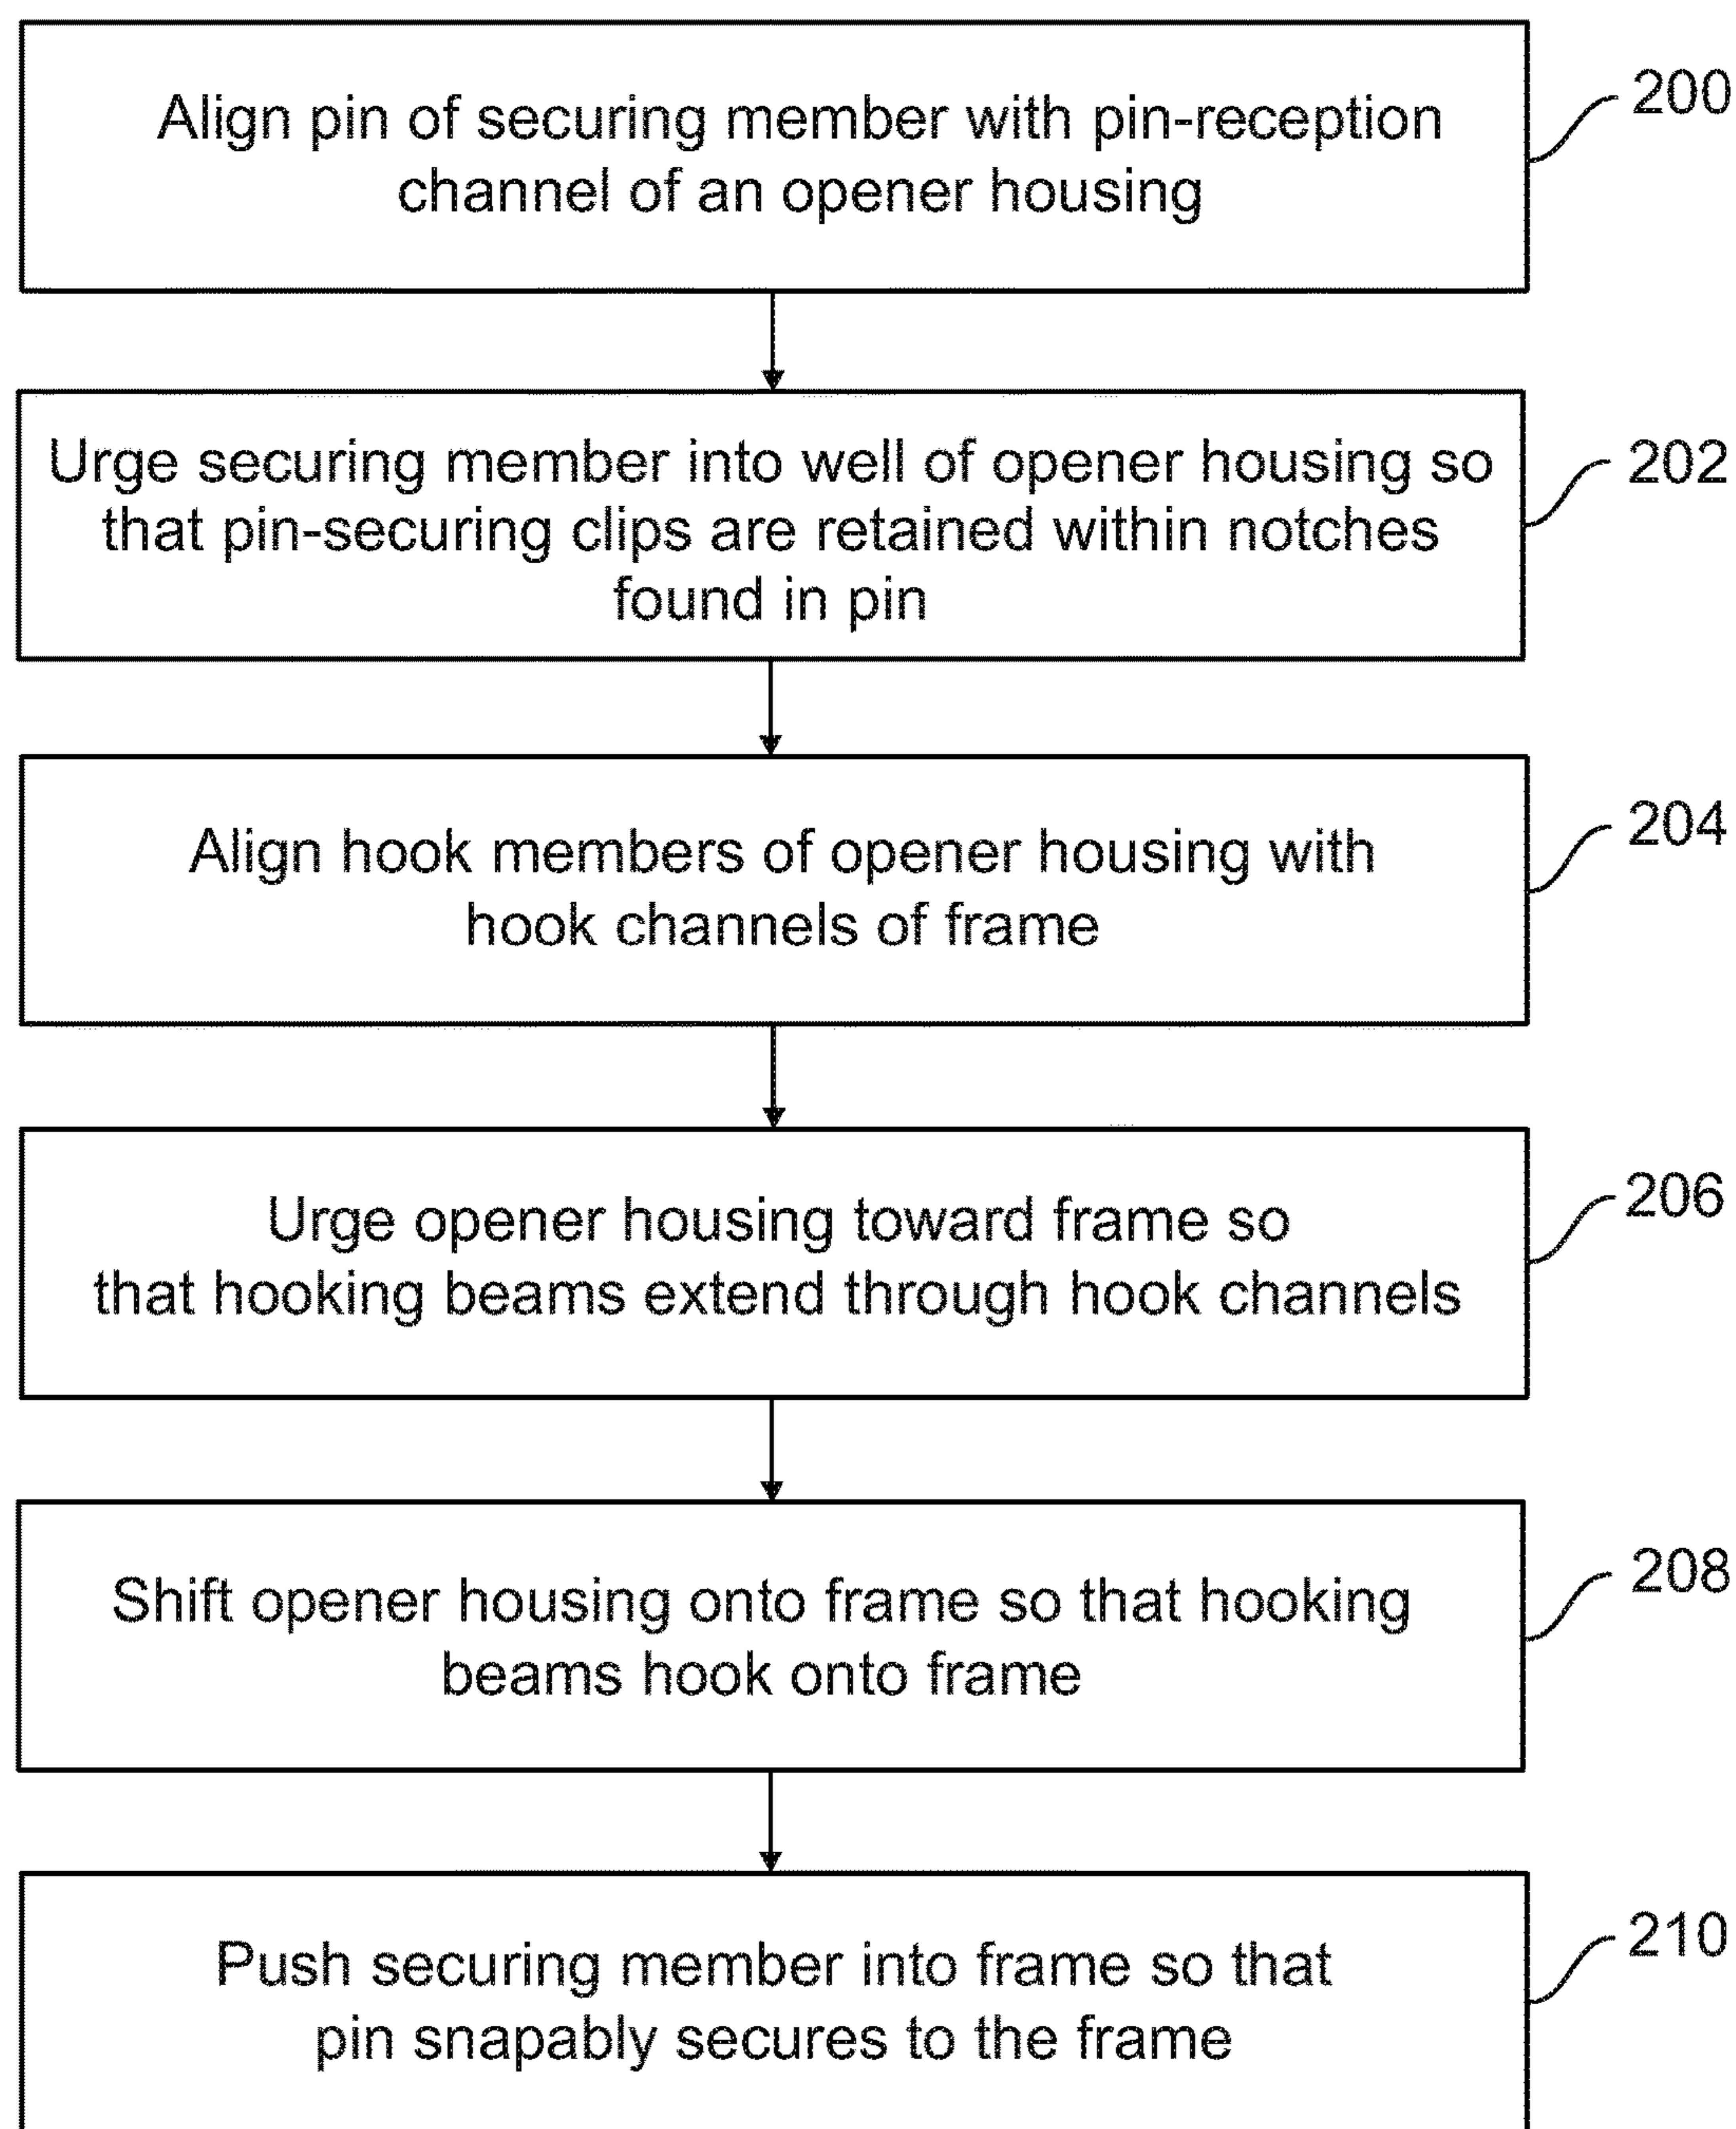 Align pin of securing member with pin-reception
channel of an opener housing
200
Urge securing member into well of opener housing so
that pin-securing clips are retained within notches
found in pin
202
Align hook members of opener housing with
hook channels of frame
204
Urge opener housing toward frame so
that hooking beams extend through hook channels
206
Shift opener housing onto frame so that hooking
beams hook onto frame
208
Push securing member into frame so that
pin snapably secures to the frame
210